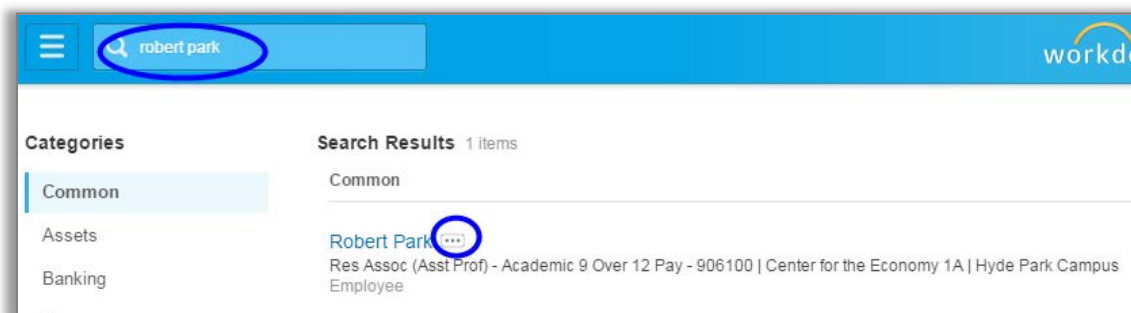 robert park
workd
Categories
Search Results 1 items
Common
Common
Assets
Robert Park
Res Assoc (Asst Prof) - Academic 9 Over 12 Pay - 906100 | Center for the Economy 1A | Hyde Park Campus
Banking
Employee